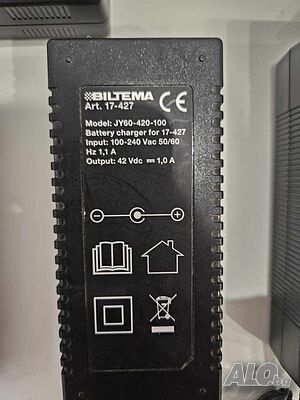 BILTEMA
Art. 17-427
CE
Model: JY60-420-100
Battery charger for 17-427
Input: 100-240 Vac 50/60
Hz 1,1 A
Output: 42 Vdc ⎓ 1,0 A
ALO.bg